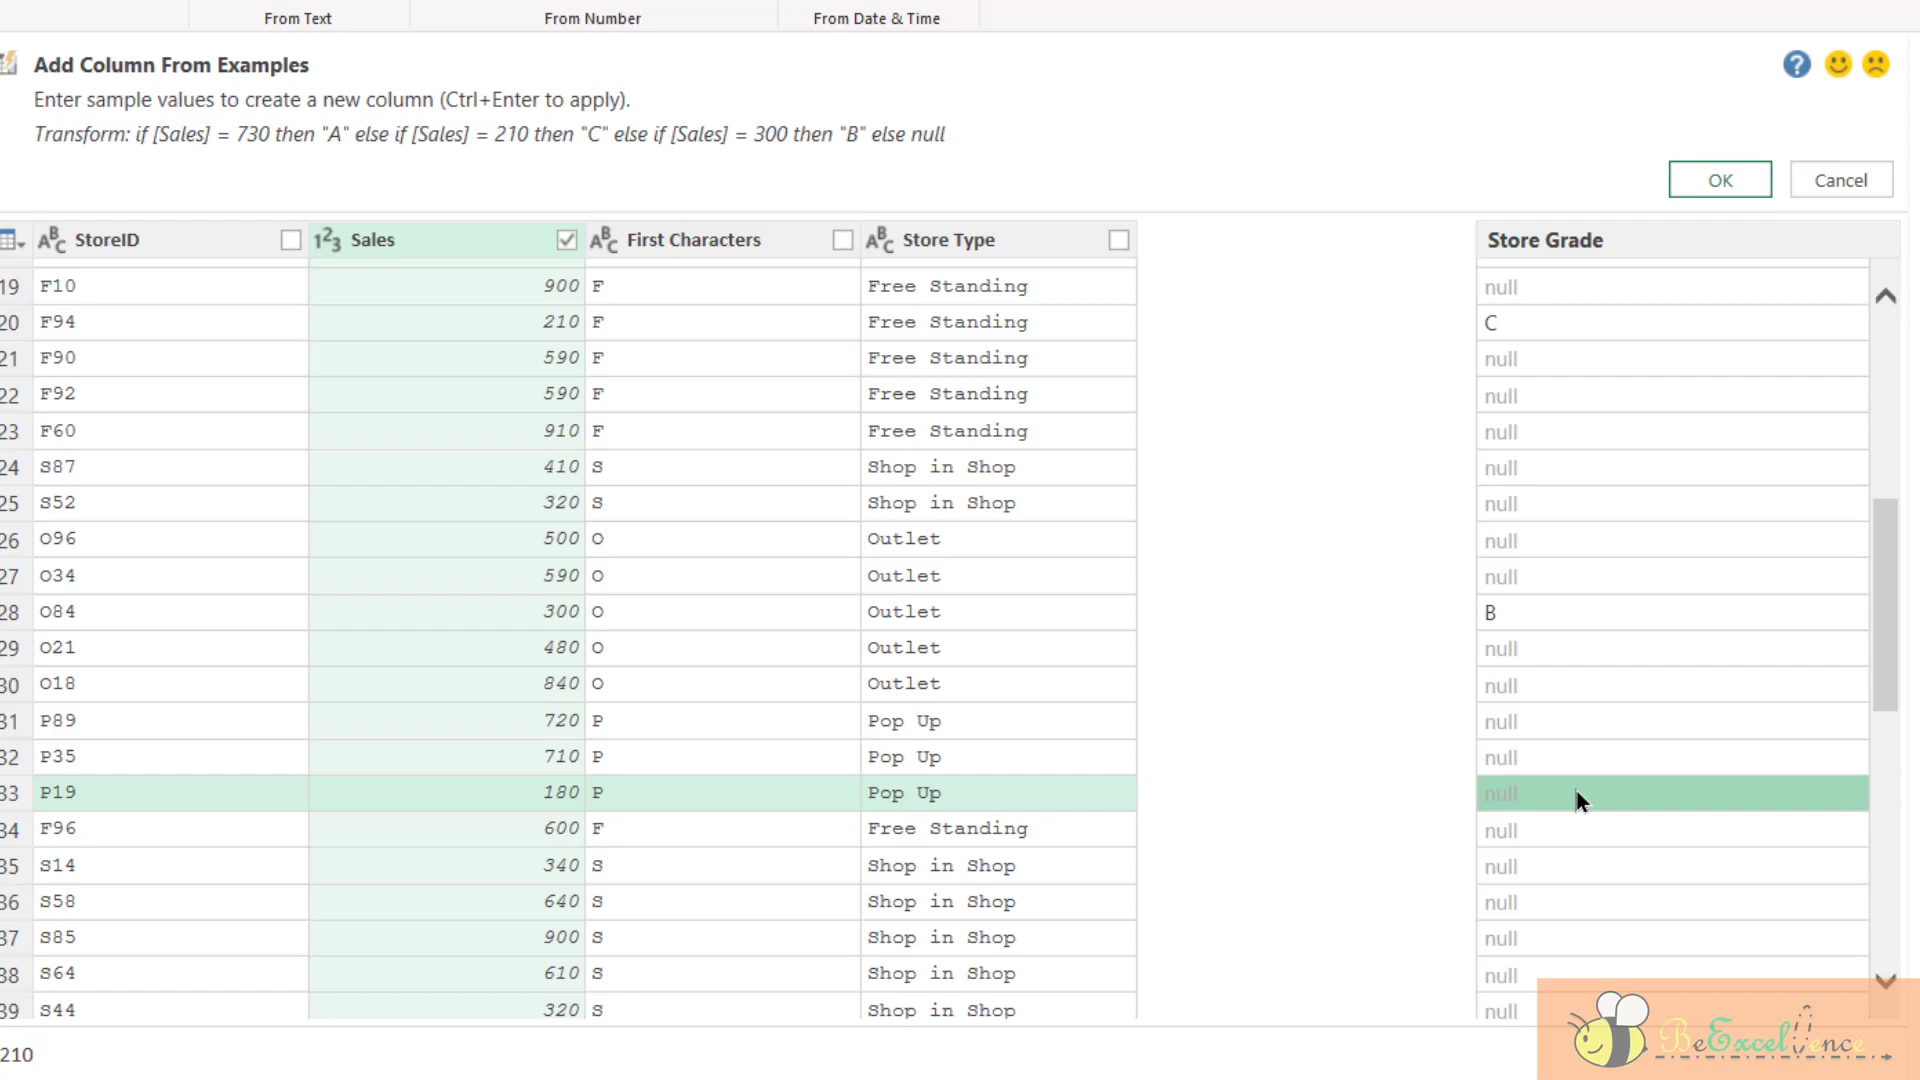 From Text From Number From Date & Time
Add Column From Examples
Enter sample values to create a new column (Ctrl+Enter to apply).
Transform: if [Sales] = 730 then "A" else if [Sales] = 210 then "C" else if [Sales] = 300 then "B" else null
OK Cancel
ABC StoreID 123 Sales ABC First Characters ABC Store Type Store Grade
19 F10 900 F Free Standing null
20 F94 210 F Free Standing C
21 F90 590 F Free Standing null
22 F92 590 F Free Standing null
23 F60 910 F Free Standing null
24 S87 410 S Shop in Shop null
25 S52 320 S Shop in Shop null
26 O96 500 O Outlet null
27 O34 590 O Outlet null
28 O84 300 O Outlet B
29 O21 480 O Outlet null
30 O18 840 O Outlet null
31 P89 720 P Pop Up null
32 P35 710 P Pop Up null
33 P19 180 P Pop Up null
34 F96 600 F Free Standing null
35 S14 340 S Shop in Shop null
36 S58 640 S Shop in Shop null
37 S85 900 S Shop in Shop null
38 S64 610 S Shop in Shop null
39 S44 320 S Shop in Shop null
210
BeExcellence